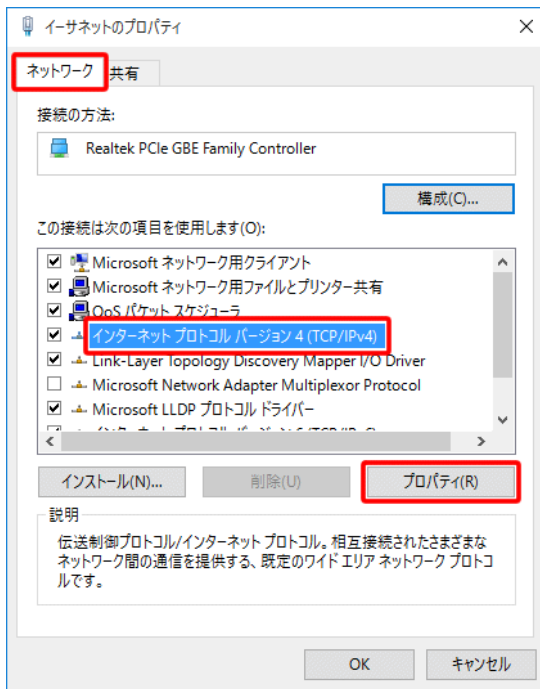 イーサネットのプロパティ
ネットワーク 共有
接続の方法:
Realtek PCIe GBE Family Controller
構成(C)...
この接続は次の項目を使用します(O):
Microsoft ネットワーク用クライアント
Microsoft ネットワーク用ファイルとプリンター共有
QoS パケット スケジューラ
インターネット プロトコル バージョン 4 (TCP/IPv4)
Link-Layer Topology Discovery Mapper I/O Driver
Microsoft Network Adapter Multiplexor Protocol
Microsoft LLDP プロトコル ドライバー
インストール(N)... 削除(U) プロパティ(R)
説明
伝送制御プロトコル/インターネット プロトコル。相互接続されたさまざまな
ネットワーク間の通信を提供する、既定のワイド エリア ネットワーク プロトコ
ルです。
OK キャンセル